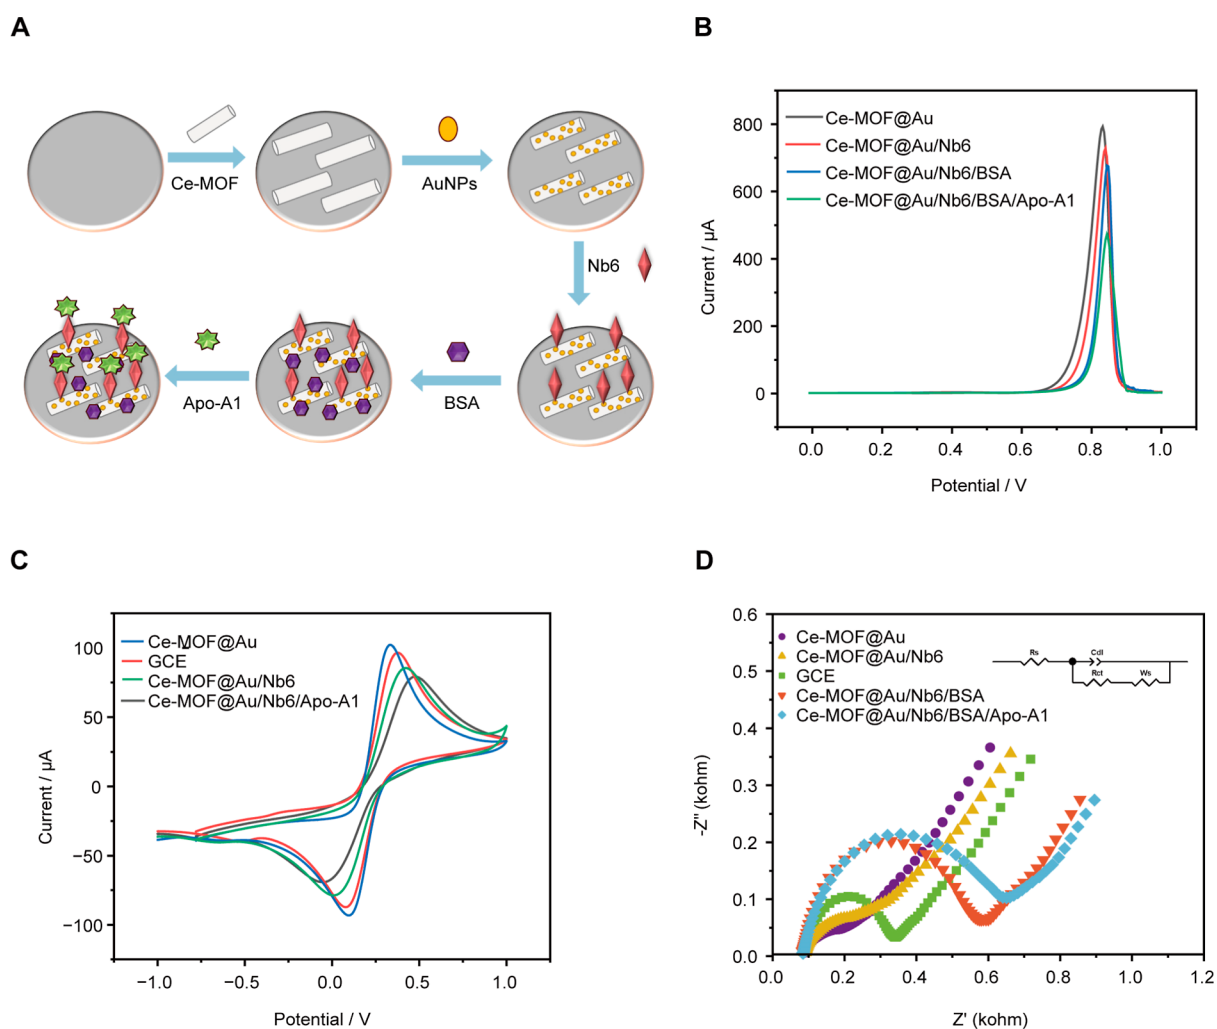 A
Ce-MOF
AuNPs
Nb6
BSA
Apo-A1
B
Ce-MOF@Au
Ce-MOF@Au/Nb6
Ce-MOF@Au/Nb6/BSA
Ce-MOF@Au/Nb6/BSA/Apo-A1
800
600
400
200
0
Current / μA
0.0 0.2 0.4 0.6 0.8 1.0
Potential / V
C
Ce-MOF@Au
GCE
Ce-MOF@Au/Nb6
Ce-MOF@Au/Nb6/Apo-A1
100
50
0
−50
−100
Current / μA
−1.0 −0.5 0.0 0.5 1.0
Potential / V
D
Ce-MOF@Au
Ce-MOF@Au/Nb6
GCE
Ce-MOF@Au/Nb6/BSA
Ce-MOF@Au/Nb6/BSA/Apo-A1
Rs
Cdl
Rct
Ws
0.6
0.5
0.4
0.3
0.2
0.1
0.0
-Z" (kohm)
0.0 0.2 0.4 0.6 0.8 1.0 1.2
Z' (kohm)